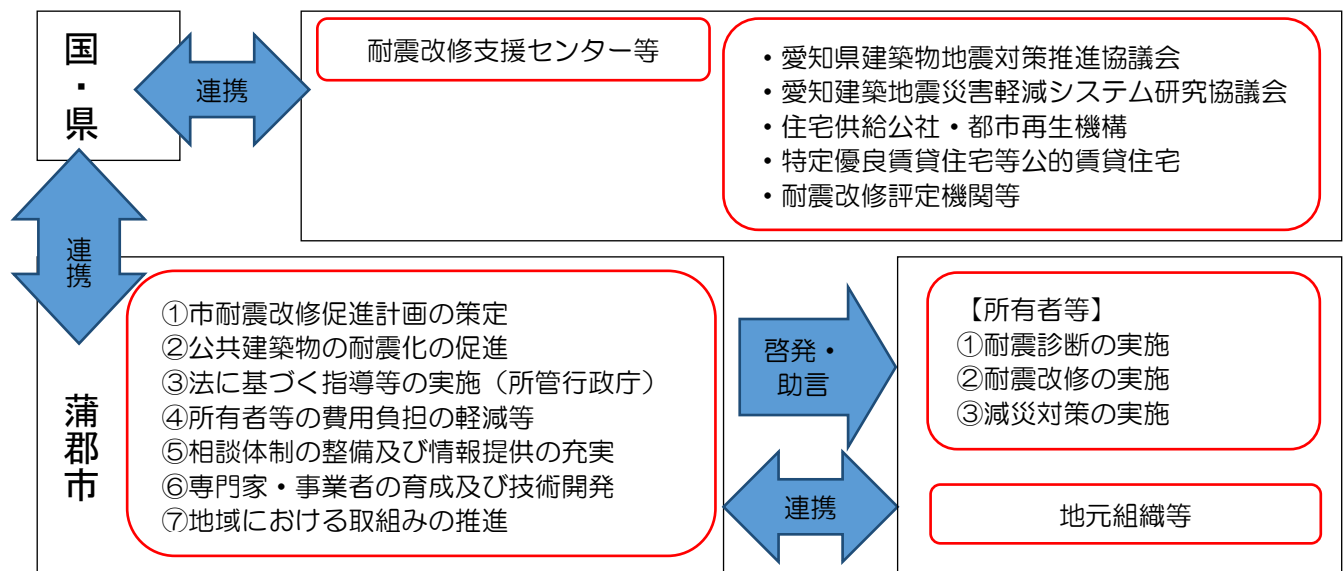 国・県
連携
耐震改修支援センター等
・愛知県建築物地震対策推進協議会
・愛知建築地震災害軽減システム研究協議会
・住宅供給公社・都市再生機構
・特定優良賃貸住宅等公的賃貸住宅
・耐震改修評定機関等
連携
蒲郡市
①市耐震改修促進計画の策定
②公共建築物の耐震化の促進
③法に基づく指導等の実施（所管行政庁）
④所有者等の費用負担の軽減等
⑤相談体制の整備及び情報提供の充実
⑥専門家・事業者の育成及び技術開発
⑦地域における取組みの推進
啓発・
助言
連携
【所有者等】
①耐震診断の実施
②耐震改修の実施
③減災対策の実施
地元組織等